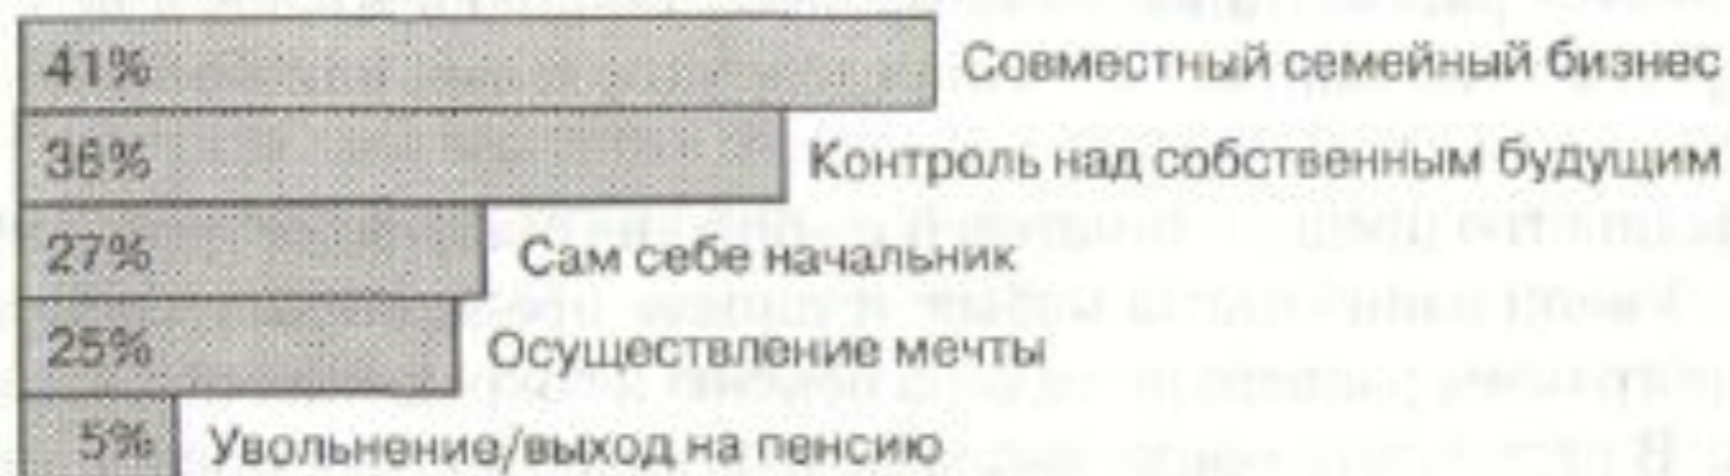 41% Совместный семейный бизнес
36% Контроль над собственным будущим
27% Сам себе начальник
25% Осуществление мечты
5% Увольнение/выход на пенсию